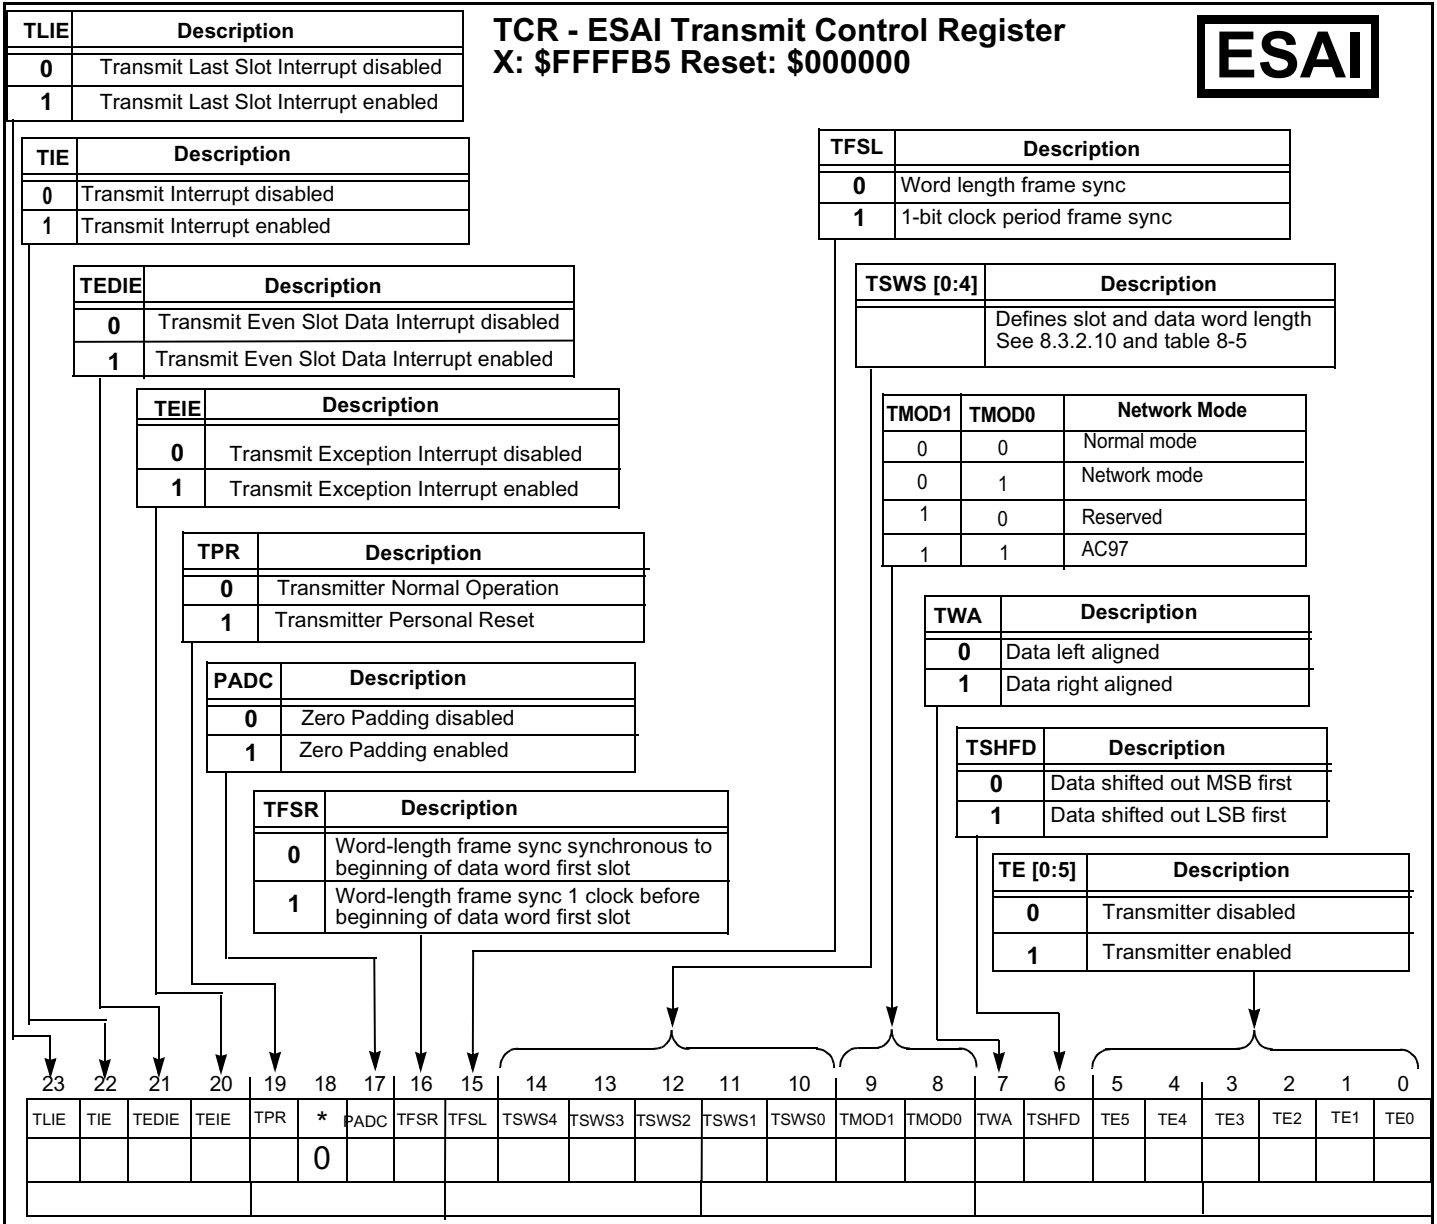 TCR - ESAI Transmit Control Register
X: $FFFFB5 Reset: $000000
ESAI
TLIE Description
0 Transmit Last Slot Interrupt disabled
1 Transmit Last Slot Interrupt enabled
TIE Description
0 Transmit Interrupt disabled
1 Transmit Interrupt enabled
TEDIE Description
0 Transmit Even Slot Data Interrupt disabled
1 Transmit Even Slot Data Interrupt enabled
TEIE Description
0 Transmit Exception Interrupt disabled
1 Transmit Exception Interrupt enabled
TPR Description
0 Transmitter Normal Operation
1 Transmitter Personal Reset
PADC Description
0 Zero Padding disabled
1 Zero Padding enabled
TFSR Description
0 Word-length frame sync synchronous to
beginning of data word first slot
1 Word-length frame sync 1 clock before
beginning of data word first slot
TFSL Description
0 Word length frame sync
1 1-bit clock period frame sync
TSWS [0:4] Description
Defines slot and data word length
See 8.3.2.10 and table 8-5
TMOD1 TMOD0 Network Mode
0 0 Normal mode
0 1 Network mode
1 0 Reserved
1 1 AC97
TWA Description
0 Data left aligned
1 Data right aligned
TSHFD Description
0 Data shifted out MSB first
1 Data shifted out LSB first
TE [0:5] Description
0 Transmitter disabled
1 Transmitter enabled
23 22 21 20 19 18 17 16 15 14 13 12 11 10 9 8 7 6 5 4 3 2 1 0
TLIE TIE TEDIE TEIE TPR * PADC TFSR TFSL TSWS4 TSWS3 TSWS2 TSWS1 TSWS0 TMOD1 TMOD0 TWA TSHFD TE5 TE4 TE3 TE2 TE1 TE0
0